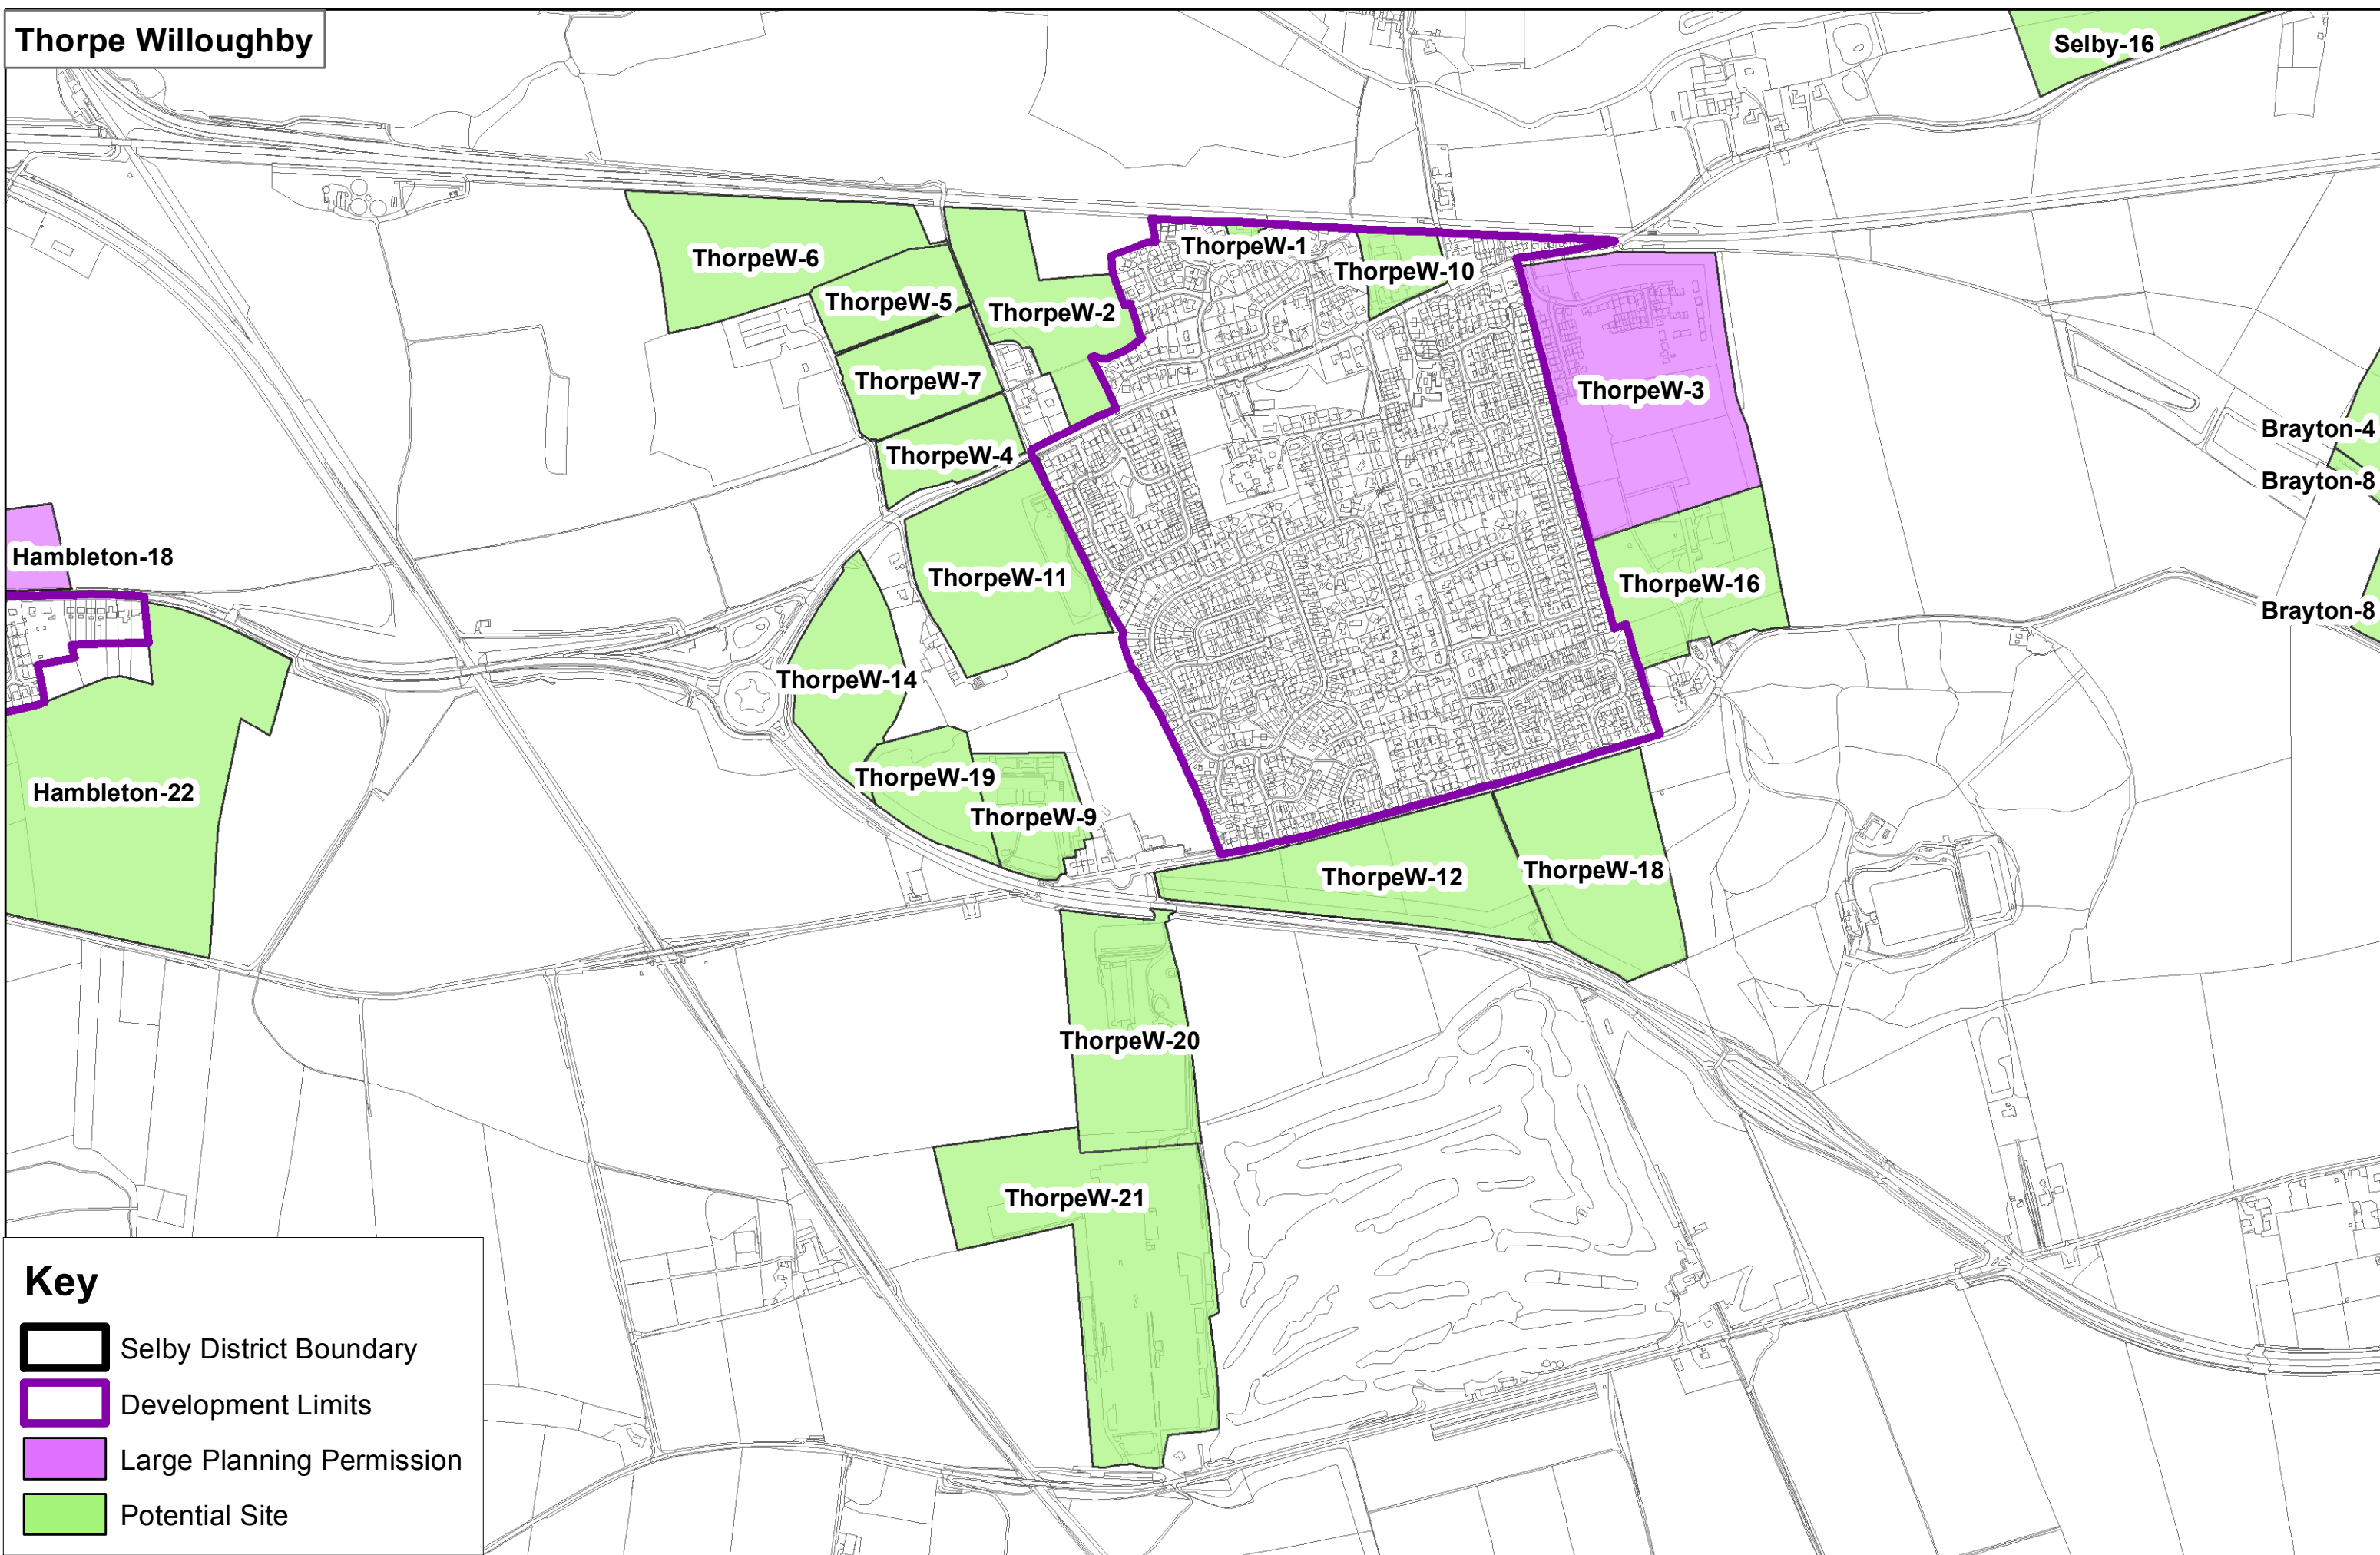 Thorpe Willoughby
Selby-16
ThorpeW-1
ThorpeW-6
ThorpeW-10
ThorpeW-5
ThorpeW-2
ThorpeW-7
ThorpeW-3
Brayton-4
ThorpeW-4
Brayton-8
Hambleton-18
ThorpeW-11
ThorpeW-16
Brayton-8
ThorpeW-14
ThorpeW-19
Hambleton-22
ThorpeW-9
ThorpeW-18
ThorpeW-12
ThorpeW-20
ThorpeW-21
Key
Selby District Boundary
Development Limits
Large Planning Permission
Potential Site